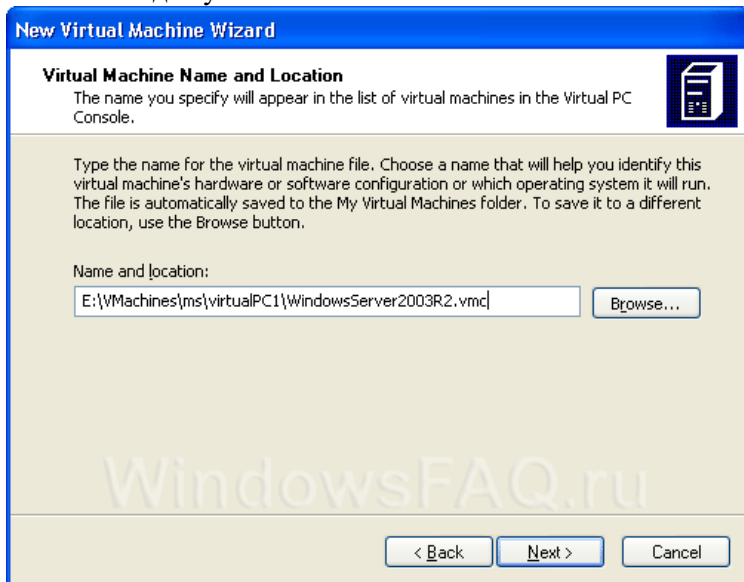 New Virtual Machine Wizard
Virtual Machine Name and Location
The name you specify will appear in the list of virtual machines in the Virtual PC
Console.
Type the name for the virtual machine file. Choose a name that will help you identify this
virtual machine's hardware or software configuration or which operating system it will run.
The file is automatically saved to the My Virtual Machines folder. To save it to a different
location, use the Browse button.
Name and location:
E:\VMachines\ms\virtualPC1\WindowsServer2003R2.vmc
Browse...
WindowsFAQ.ru
< Back
Next >
Cancel